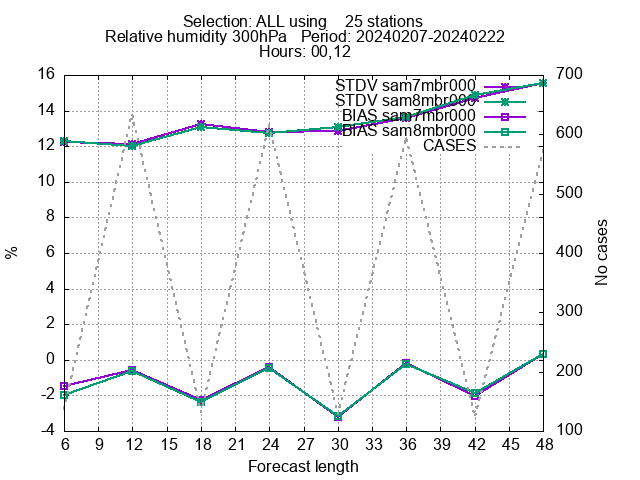 Selection: ALL using    25 stations
Relative humidity 300hPa   Period: 20240207-20240222
Hours: 00,12
STDV sam7mbr000
STDV sam8mbr000
BIAS sam7mbr000
BIAS sam8mbr000
CASES
16
14
12
10
8
6
4
2
0
-2
-4
%
700
600
500
400
300
200
100
No cases
6 9 12 15 18 21 24 27 30 33 36 39 42 45 48
Forecast length